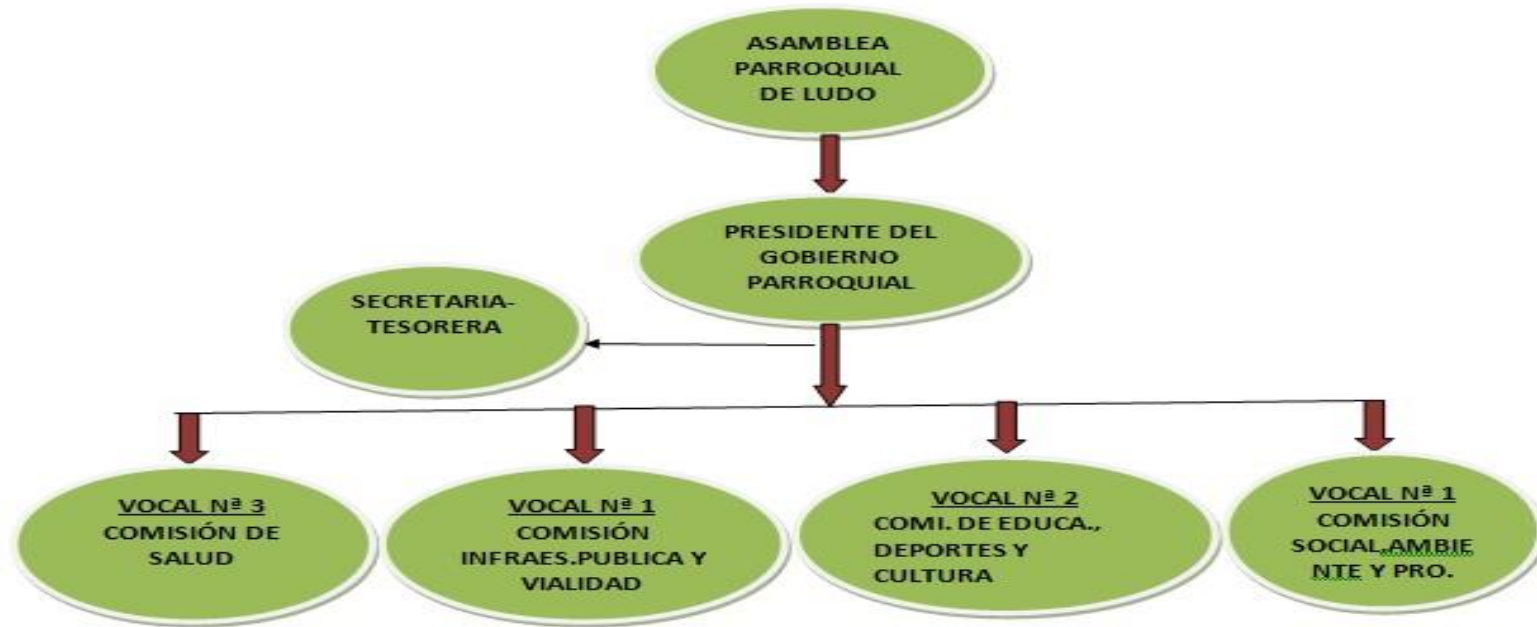 ASAMBLEA
PARROQUIAL
DE LUDO
PRESIDENTE DEL
GOBIERNO
PARROQUIAL
SECRETARIA-
TESORERA
VOCAL Nª 3
COMISIÓN DE
SALUD
VOCAL Nª 1
COMISIÓN
INFRAES.PUBLICA Y
VIALIDAD
VOCAL Nª 2
COMI. DE EDUCA.,
DEPORTES Y
CULTURA
VOCAL Nª 1
COMISIÓN
SOCIAL.AMBIE
NTE Y PRO.